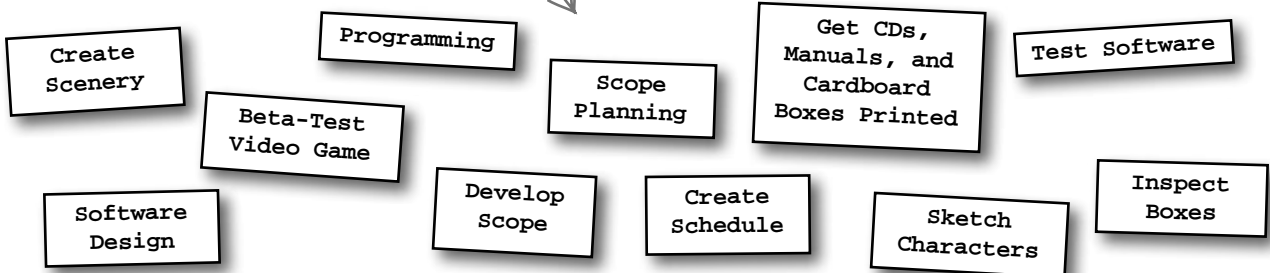 Create
Scenery
Programming
Scope
Planning
Get CDs,
Manuals, and
Cardboard
Boxes Printed
Test Software
Beta-Test
Video Game
Software
Design
Develop
Scope
Create
Schedule
Sketch
Characters
Inspect
Boxes